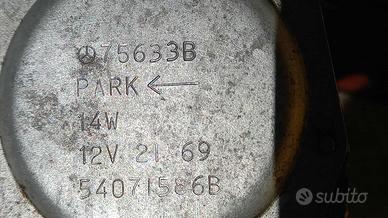 75633B
PARK ←
14W
12V 21 69
54071586B
subito